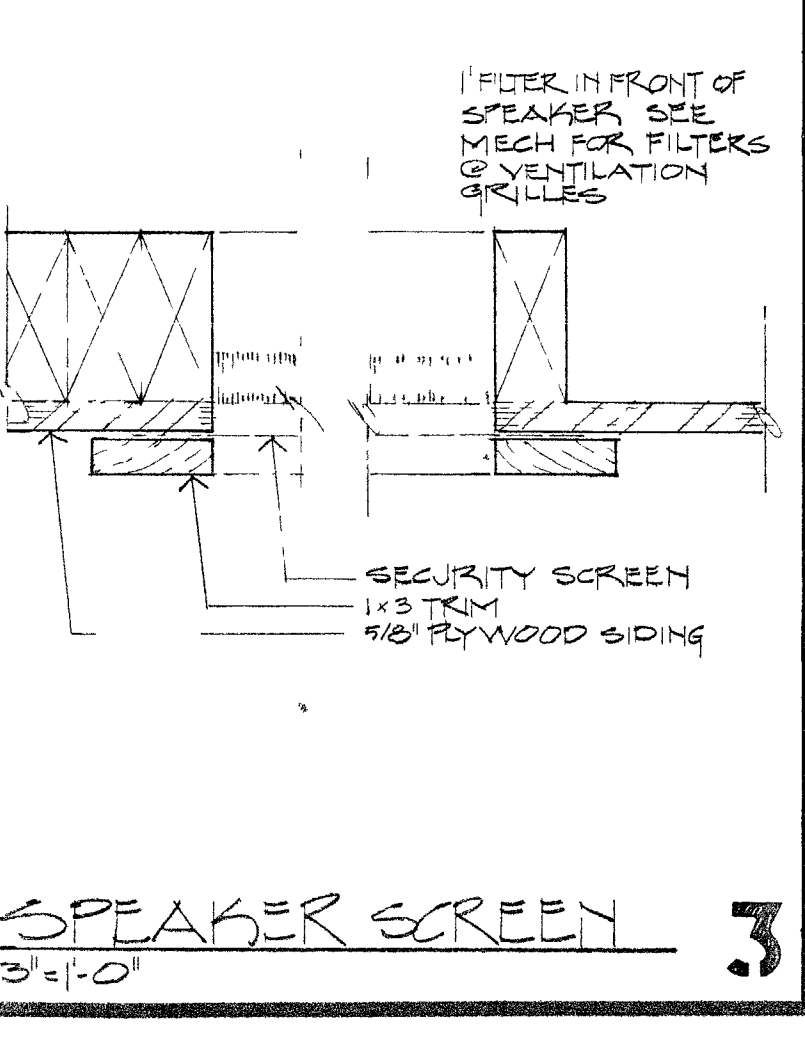 1" FILTER IN FRONT OF
SPEAKER SEE
MECH FOR FILTERS
@ VENTILATION
GRILLES
SECURITY SCREEN
1x3 TRIM
5/8" PLYWOOD SIDING
SPEAKER SCREEN
3
3"=1'-0"